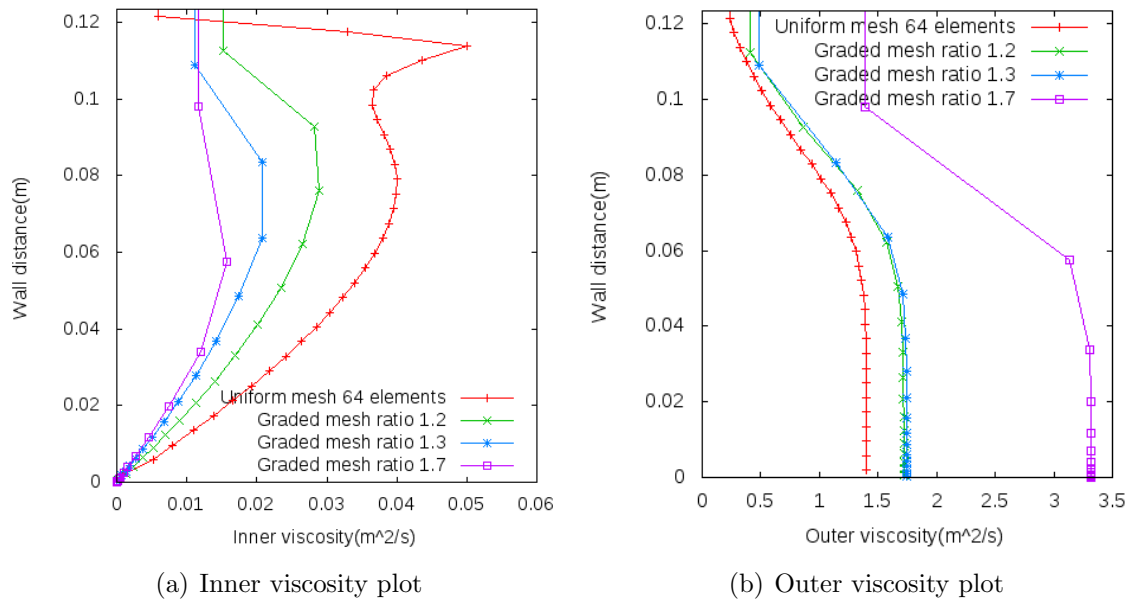 0.12
0.1
0.08
0.06
0.04
0.02
0
Wall distance(m)
Uniform mesh 64 elements
Graded mesh ratio 1.2
Graded mesh ratio 1.3
Graded mesh ratio 1.7
0 0.01 0.02 0.03 0.04 0.05 0.06
Inner viscosity(m^2/s)
(a) Inner viscosity plot
0.12
0.1
0.08
0.06
0.04
0.02
0
Wall distance(m)
Uniform mesh 64 elements
Graded mesh ratio 1.2
Graded mesh ratio 1.3
Graded mesh ratio 1.7
0 0.5 1 1.5 2 2.5 3 3.5
Outer viscosity(m^2/s)
(b) Outer viscosity plot